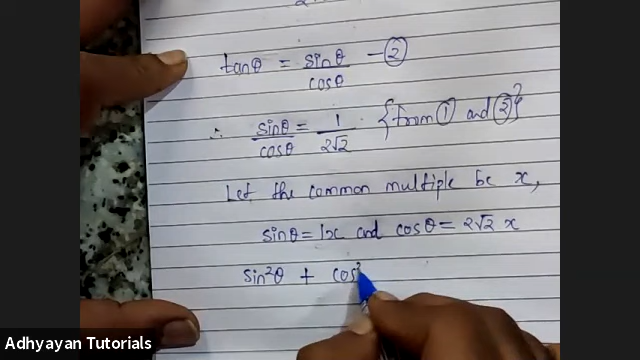 tanθ = sinθ/cosθ - ②
∴ sinθ/cosθ = 1/2√2 {from ① and ②}
Let the common multiple be x,
sinθ = 1x and cosθ = 2√2 x
sin²θ + cos²
Adhyayan Tutorials